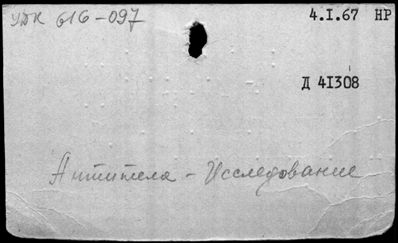 УДК 616-097
4.I.67 НР
Д 41308
Антитела - Исследование